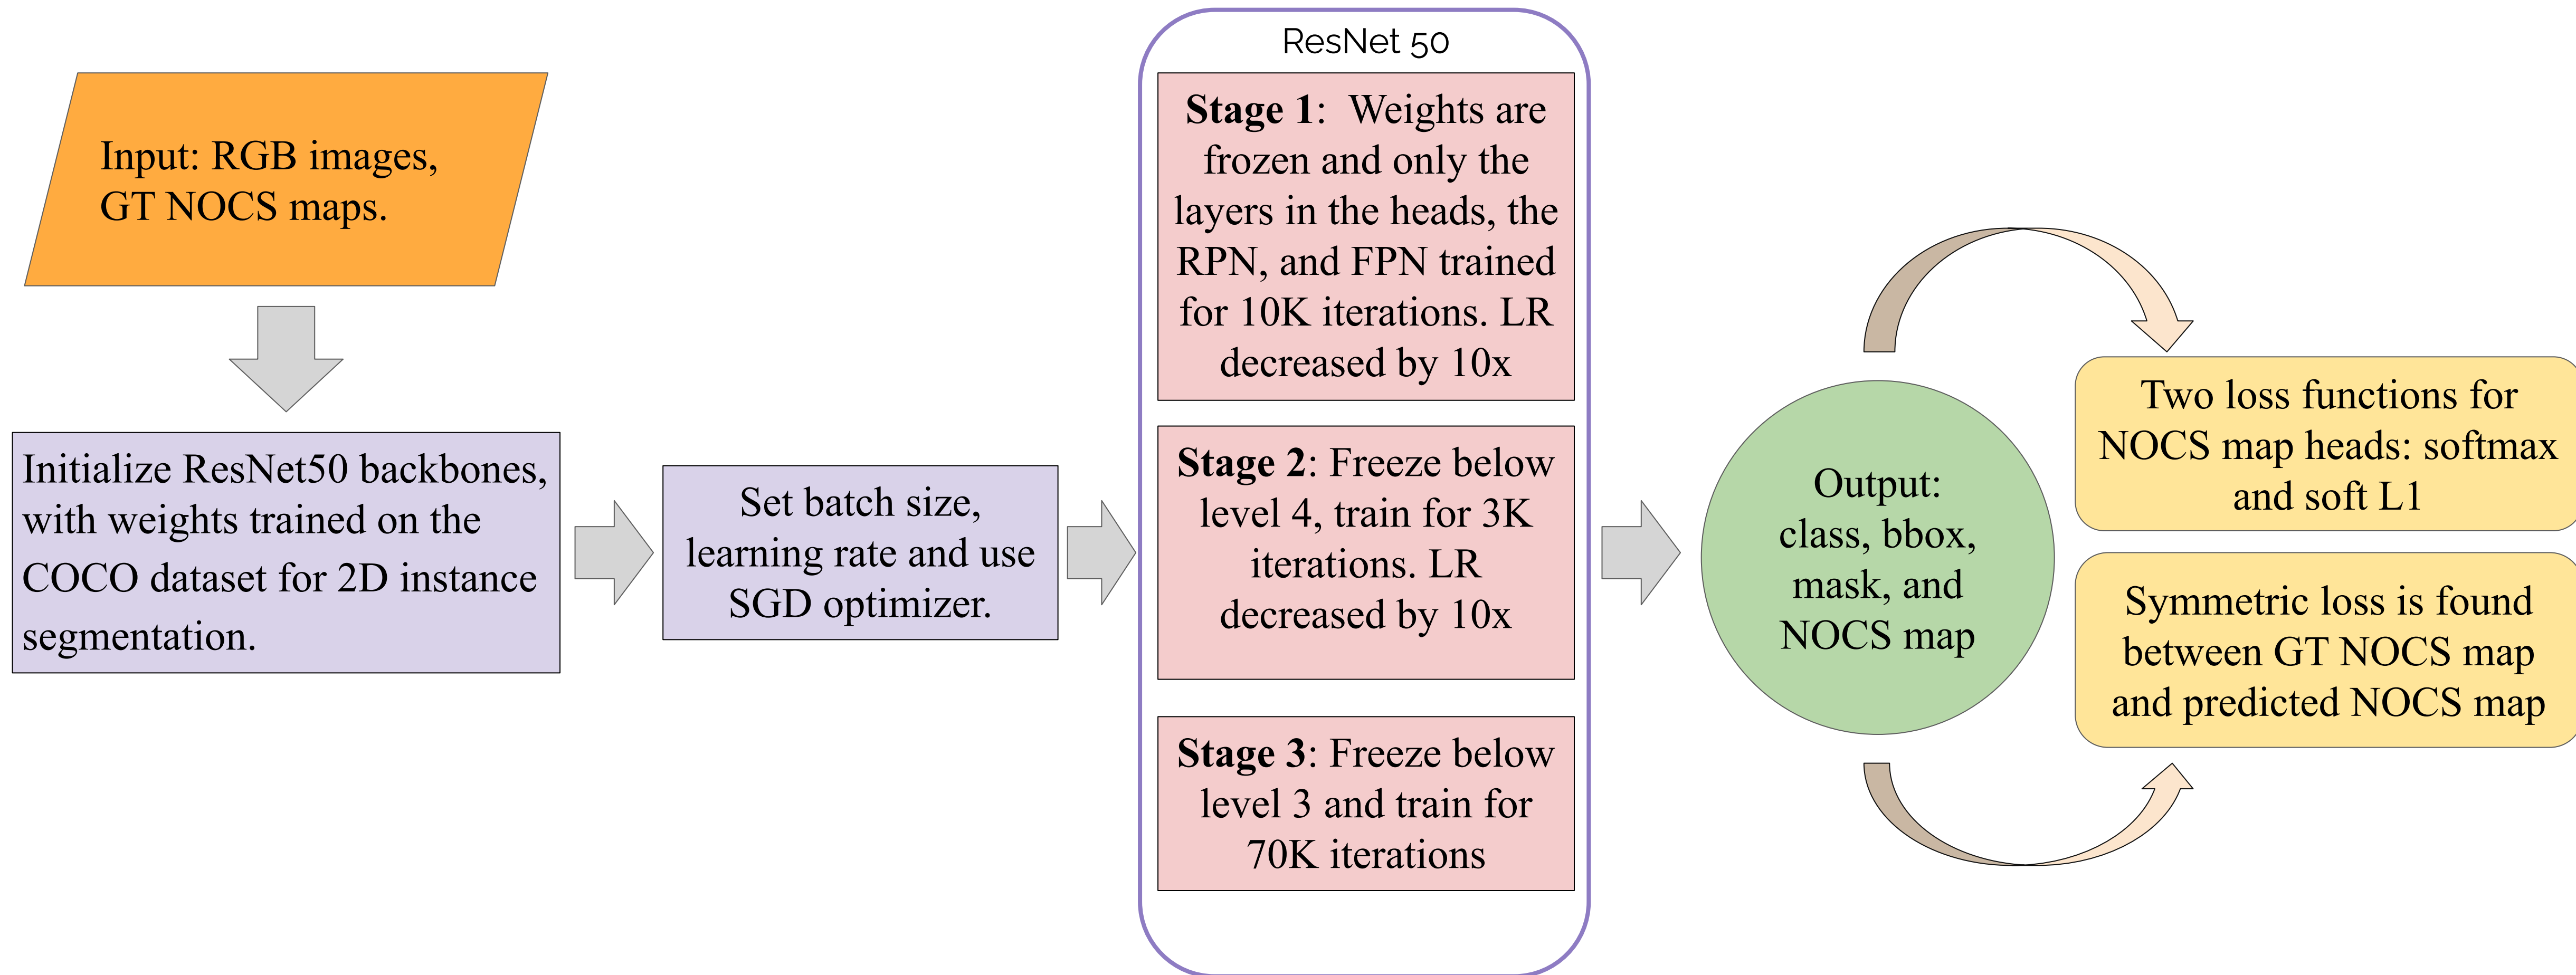 Input: RGB images,
GT NOCS maps.
Initialize ResNet50 backbones,
with weights trained on the
COCO dataset for 2D instance
segmentation.
Set batch size,
learning rate and use
SGD optimizer.
ResNet 50
Stage 1: Weights are
frozen and only the
layers in the heads, the
RPN, and FPN trained
for 10K iterations. LR
decreased by 10x
Stage 2: Freeze below
level 4, train for 3K
iterations. LR
decreased by 10x
Stage 3: Freeze below
level 3 and train for
70K iterations
Output:
class, bbox,
mask, and
NOCS map
Two loss functions for
NOCS map heads: softmax
and soft L1
Symmetric loss is found
between GT NOCS map
and predicted NOCS map